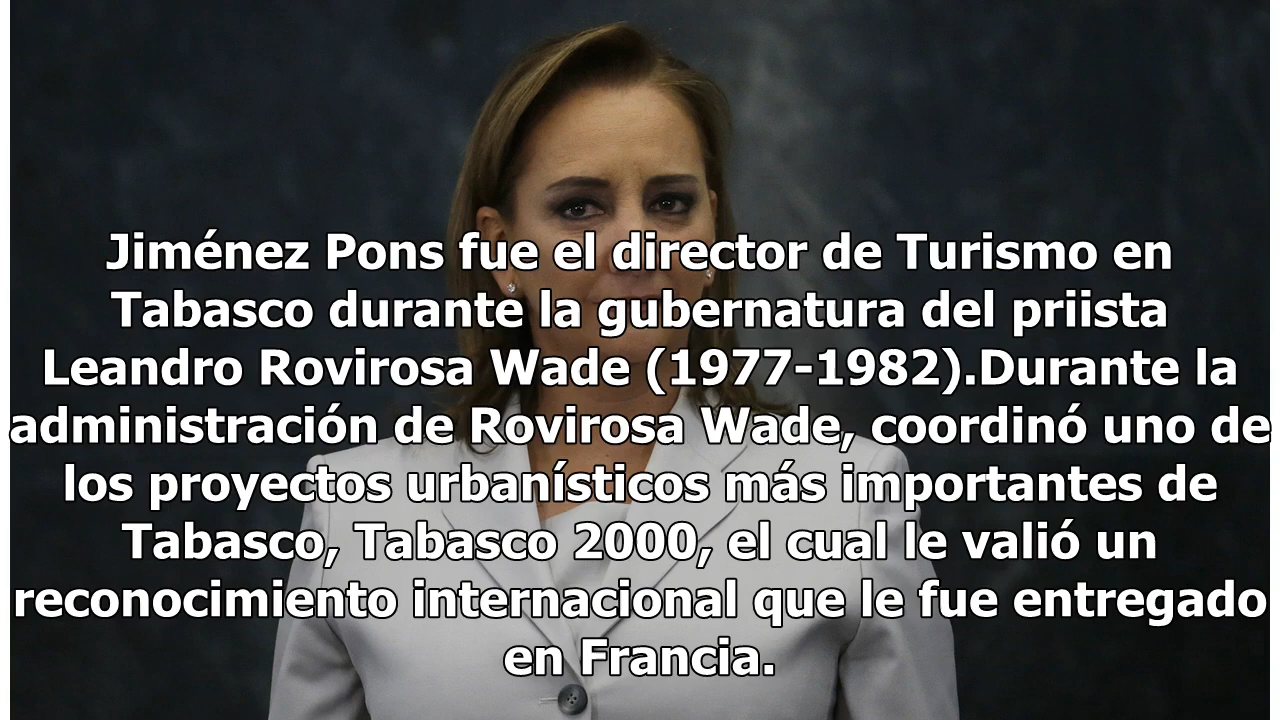 Jiménez Pons fue el director de Turismo en
Tabasco durante la gubernatura del priista
Leandro Rovirosa Wade (1977-1982).Durante la
administración de Rovirosa Wade, coordinó uno de
los proyectos urbanísticos más importantes de
Tabasco, Tabasco 2000, el cual le valió un
reconocimiento internacional que le fue entregado
en Francia.